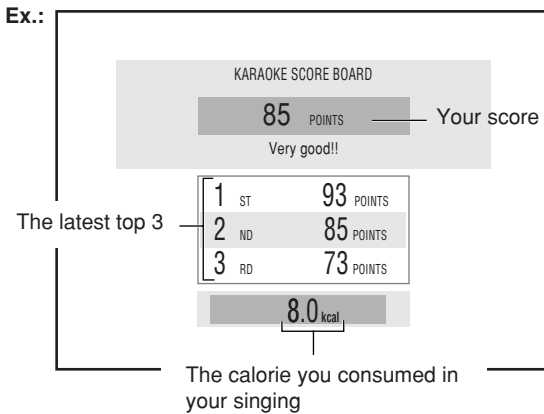 Ex.:
KARAOKE SCORE BOARD
85 POINTS
Your score
Very good!!
The latest top 3
1 ST 93 POINTS
2 ND 85 POINTS
3 RD 73 POINTS
8.0 kcal
The calorie you consumed in
your singing